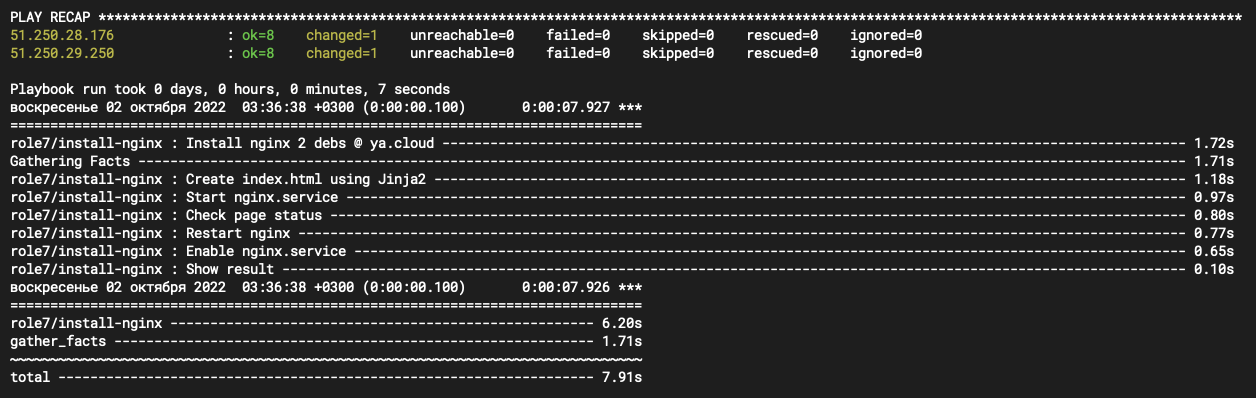 PLAY RECAP ***********************************************************************************************************************************************
51.250.28.176              : ok=8    changed=1    unreachable=0    failed=0    skipped=0    rescued=0    ignored=0
51.250.29.250              : ok=8    changed=1    unreachable=0    failed=0    skipped=0    rescued=0    ignored=0
Playbook run took 0 days, 0 hours, 0 minutes, 7 seconds
воскресенье 02 октября 2022  03:36:38 +0300 (0:00:00.100)       0:00:07.927 ***
===============================================================================
role7/install-nginx : Install nginx 2 debs @ ya.cloud --------------------------------------------------------------------------------------------- 1.72s
Gathering Facts ----------------------------------------------------------------------------------------------------------------------------------- 1.71s
role7/install-nginx : Create index.html using Jinja2 ---------------------------------------------------------------------------------------------- 1.18s
role7/install-nginx : Start nginx.service --------------------------------------------------------------------------------------------------------- 0.97s
role7/install-nginx : Check page status ----------------------------------------------------------------------------------------------------------- 0.80s
role7/install-nginx : Restart nginx --------------------------------------------------------------------------------------------------------------- 0.77s
role7/install-nginx : Enable nginx.service -------------------------------------------------------------------------------------------------------- 0.65s
role7/install-nginx : Show result ----------------------------------------------------------------------------------------------------------------- 0.10s
воскресенье 02 октября 2022  03:36:38 +0300 (0:00:00.100)       0:00:07.926 ***
===============================================================================
role7/install-nginx ----------------------------------------------------- 6.20s
gather_facts ------------------------------------------------------------ 1.71s
~~~~~~~~~~~~~~~~~~~~~~~~~~~~~~~~~~~~~~~~~~~~~~~~~~~~~~~~~~~~~~~~~~~~~~~~~~~~~~~
total ------------------------------------------------------------------- 7.91s